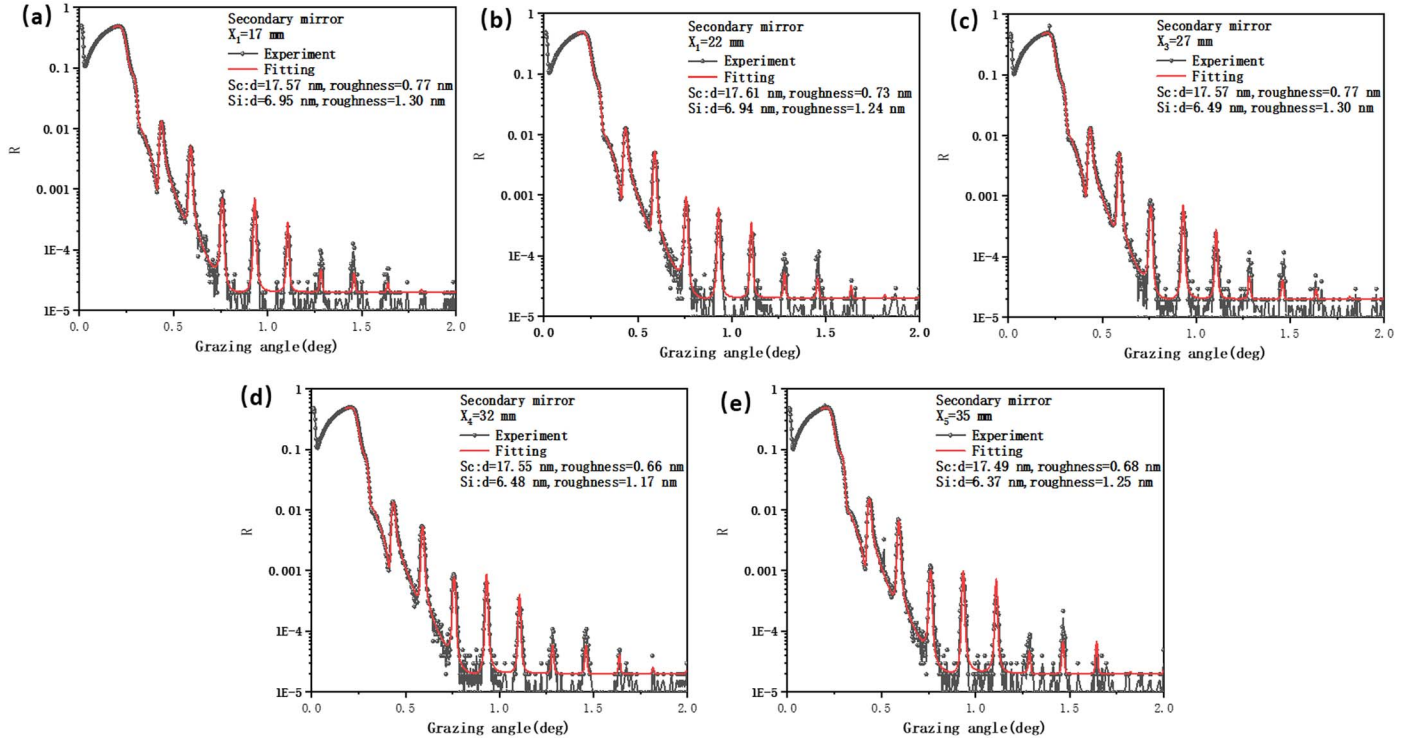 (a)
Secondary mirror
X1=17 mm
Experiment
Fitting
Sc:d=17.57 nm,roughness=0.77 nm
Si:d=6.95 nm,roughness=1.30 nm
1
0.1
0.01
0.001
1E-4
1E-5
R
0.0 0.5 1.0 1.5 2.0
Grazing angle(deg)
(b)
Secondary mirror
X1=22 mm
Experiment
Fitting
Sc:d=17.61 nm,roughness=0.73 nm
Si:d=6.94 nm,roughness=1.24 nm
1
0.1
0.01
0.001
1E-4
1E-5
R
0.0 0.5 1.0 1.5 2.0
Grazing angle(deg)
(c)
Secondary mirror
X3=27 mm
Experiment
Fitting
Sc:d=17.57 nm,roughness=0.77 nm
Si:d=6.49 nm,roughness=1.30 nm
1
0.1
0.01
0.001
1E-4
1E-5
R
0.0 0.5 1.0 1.5 2.0
Grazing angle(deg)
(d)
Secondary mirror
X4=32 mm
Experiment
Fitting
Sc:d=17.55 nm,roughness=0.66 nm
Si:d=6.48 nm,roughness=1.17 nm
1
0.1
0.01
0.001
1E-4
1E-5
R
0.0 0.5 1.0 1.5 2.0
Grazing angle(deg)
(e)
Secondary mirror
X5=35 mm
Experiment
Fitting
Sc:d=17.49 nm,roughness=0.68 nm
Si:d=6.37 nm,roughness=1.25 nm
1
0.1
0.01
0.001
1E-4
1E-5
R
0.0 0.5 1.0 1.5 2.0
Grazing angle(deg)